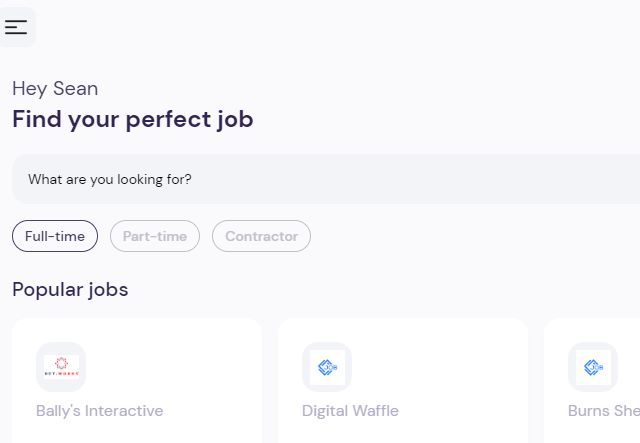 Hey Sean
Find your perfect job
What are you looking for?
Full-time Part-time Contractor
Popular jobs
Bally's Interactive Digital Waffle Burns She